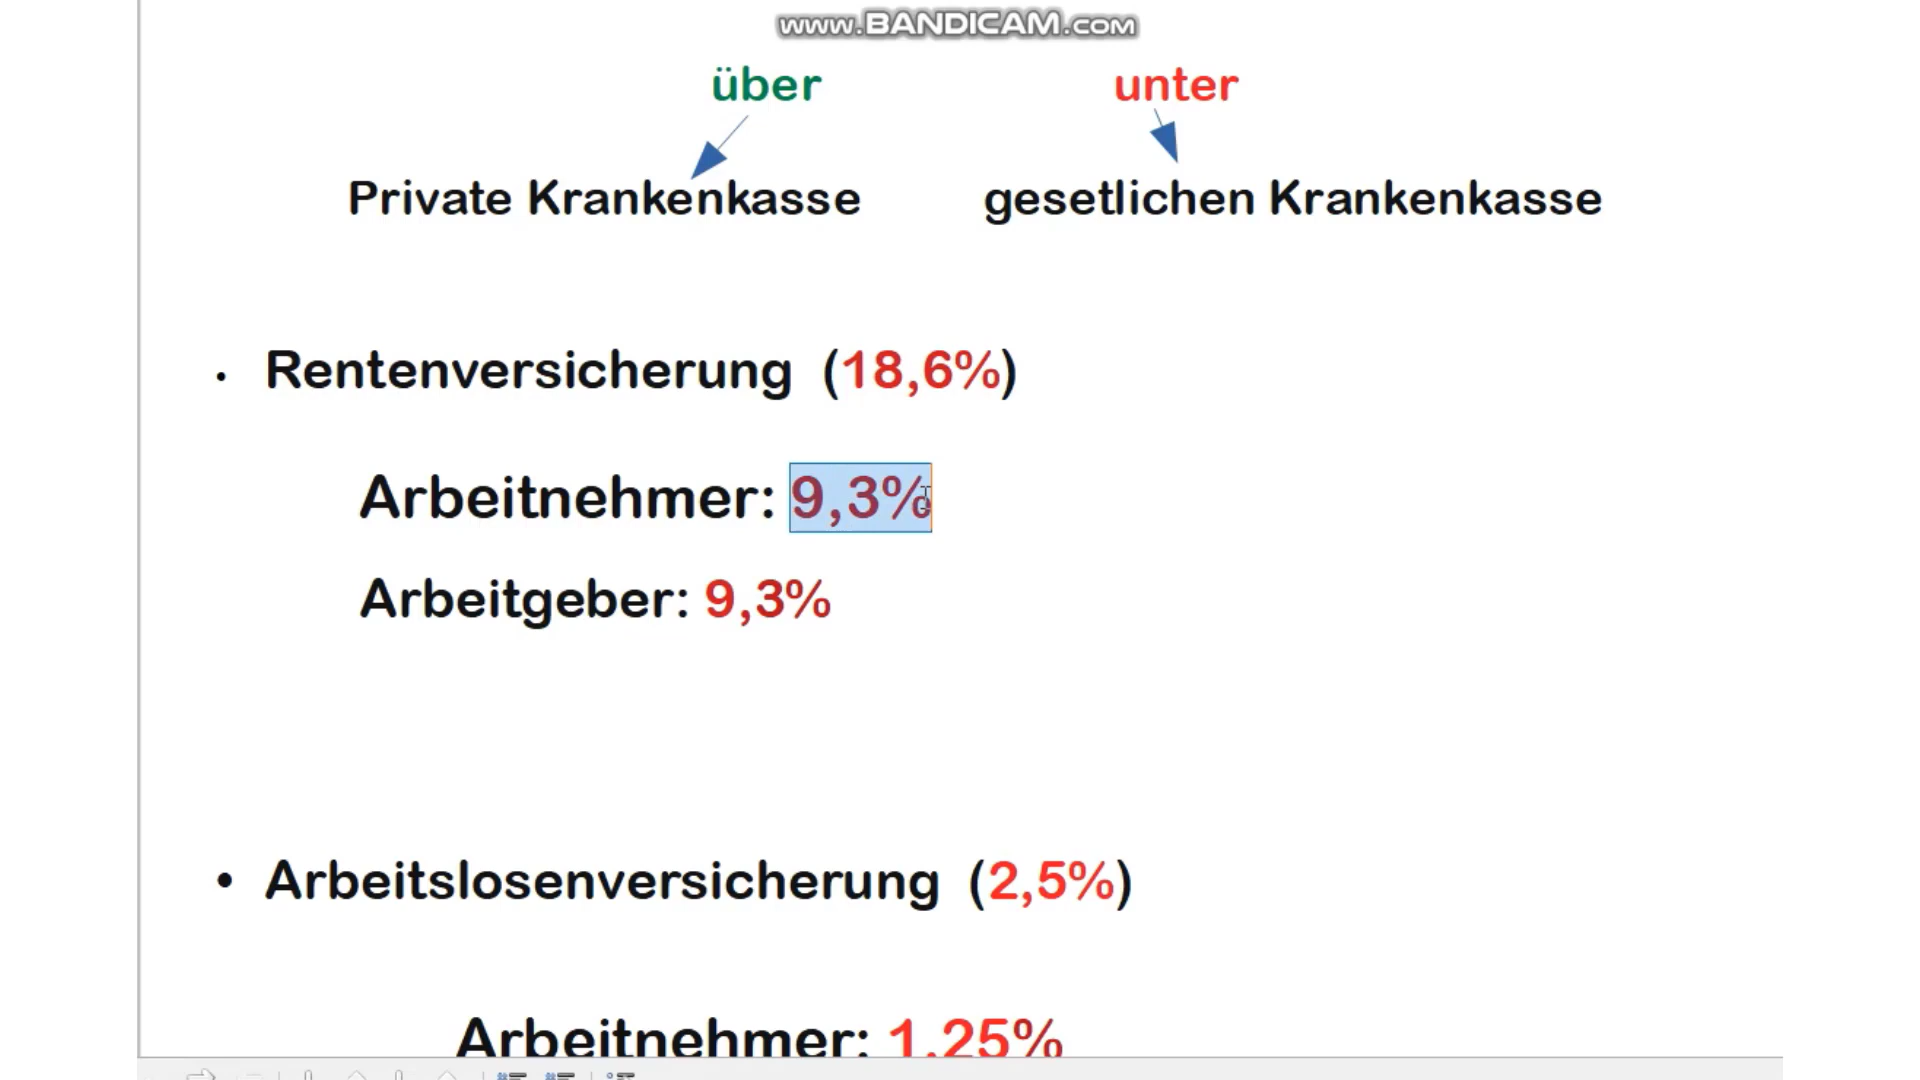 www.BANDICAM.com
über unter
Private Krankenkasse gesetlichen Krankenkasse
• Rentenversicherung (18,6%)
Arbeitnehmer: 9,3%
Arbeitgeber: 9,3%
• Arbeitslosenversicherung (2,5%)
Arbeitnehmer: 1,25%